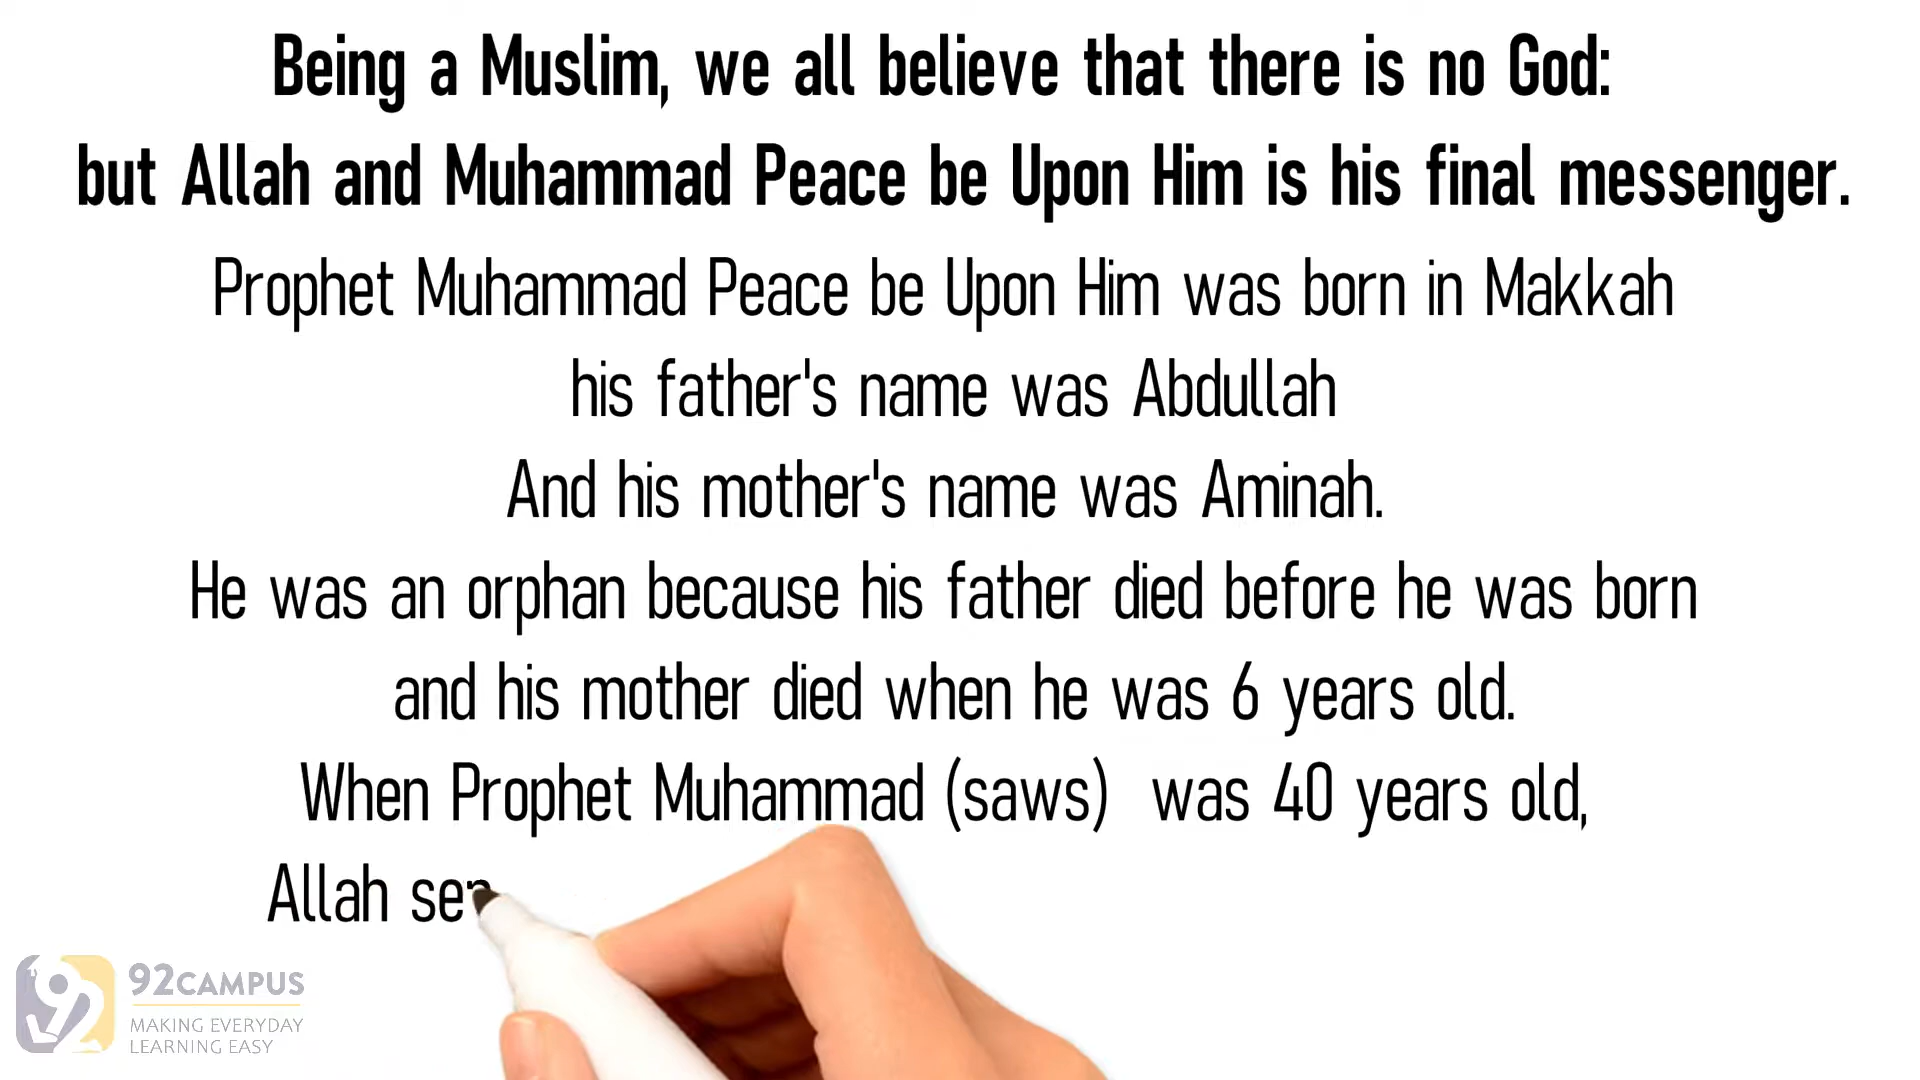 Being a Muslim, we all believe that there is no God:
but Allah and Muhammad Peace be Upon Him is his final messenger.
Prophet Muhammad Peace be Upon Him was born in Makkah
his father's name was Abdullah
And his mother's name was Aminah.
He was an orphan because his father died before he was born
and his mother died when he was 6 years old.
When Prophet Muhammad (saws) was 40 years old,
Allah
92CAMPUS
MAKING EVERYDAY
LEARNING EASY